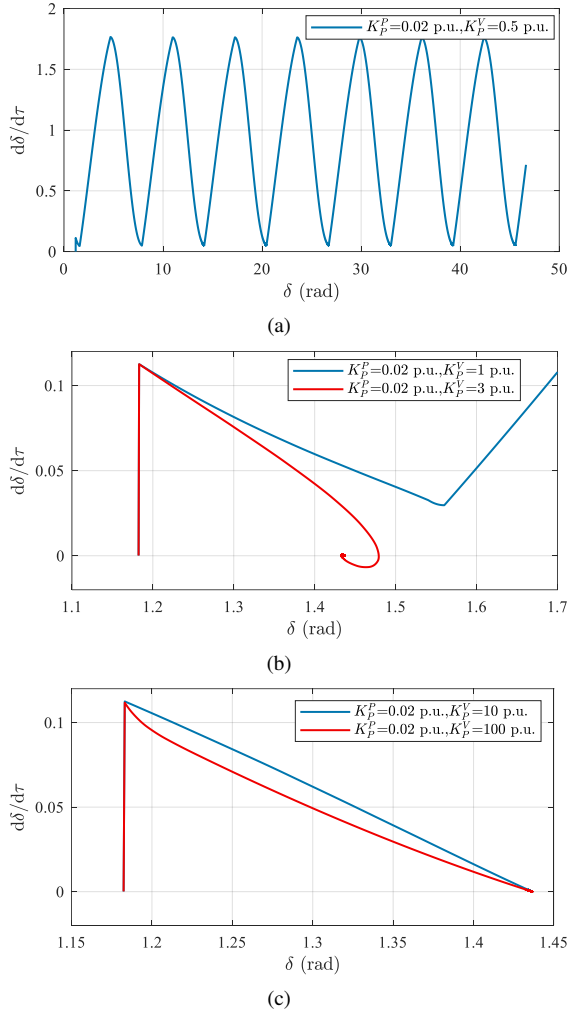 2
1.5
1
0.5
0
dδ/dτ
K_P^P=0.02 p.u.,K_P^V=0.5 p.u.
0 10 20 30 40 50
δ (rad)
(a)
0.1
0.05
0
dδ/dτ
K_P^P=0.02 p.u.,K_P^V=1 p.u.
K_P^P=0.02 p.u.,K_P^V=3 p.u.
1.1 1.2 1.3 1.4 1.5 1.6 1.7
δ (rad)
(b)
0.1
0.05
0
dδ/dτ
K_P^P=0.02 p.u.,K_P^V=10 p.u.
K_P^P=0.02 p.u.,K_P^V=100 p.u.
1.15 1.2 1.25 1.3 1.35 1.4 1.45
δ (rad)
(c)